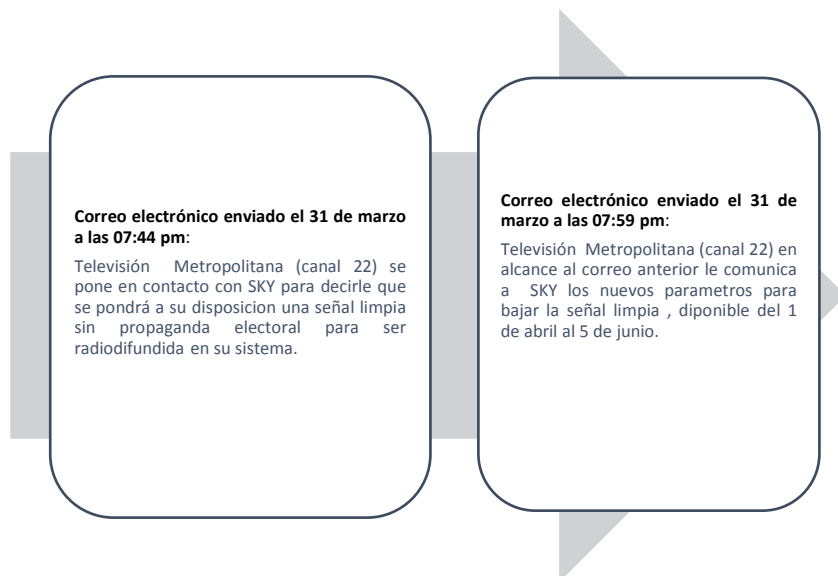 Correo electrónico enviado el 31 de marzo
a las 07:44 pm:
Televisión Metropolitana (canal 22) se
pone en contacto con SKY para decirle que
se pondrá a su disposicion una señal limpia
sin propaganda electoral para ser
radiodifundida en su sistema.
Correo electrónico enviado el 31 de
marzo a las 07:59 pm:
Televisión Metropolitana (canal 22) en
alcance al correo anterior le comunica
a SKY los nuevos parametros para
bajar la señal limpia , diponible del 1
de abril al 5 de junio.